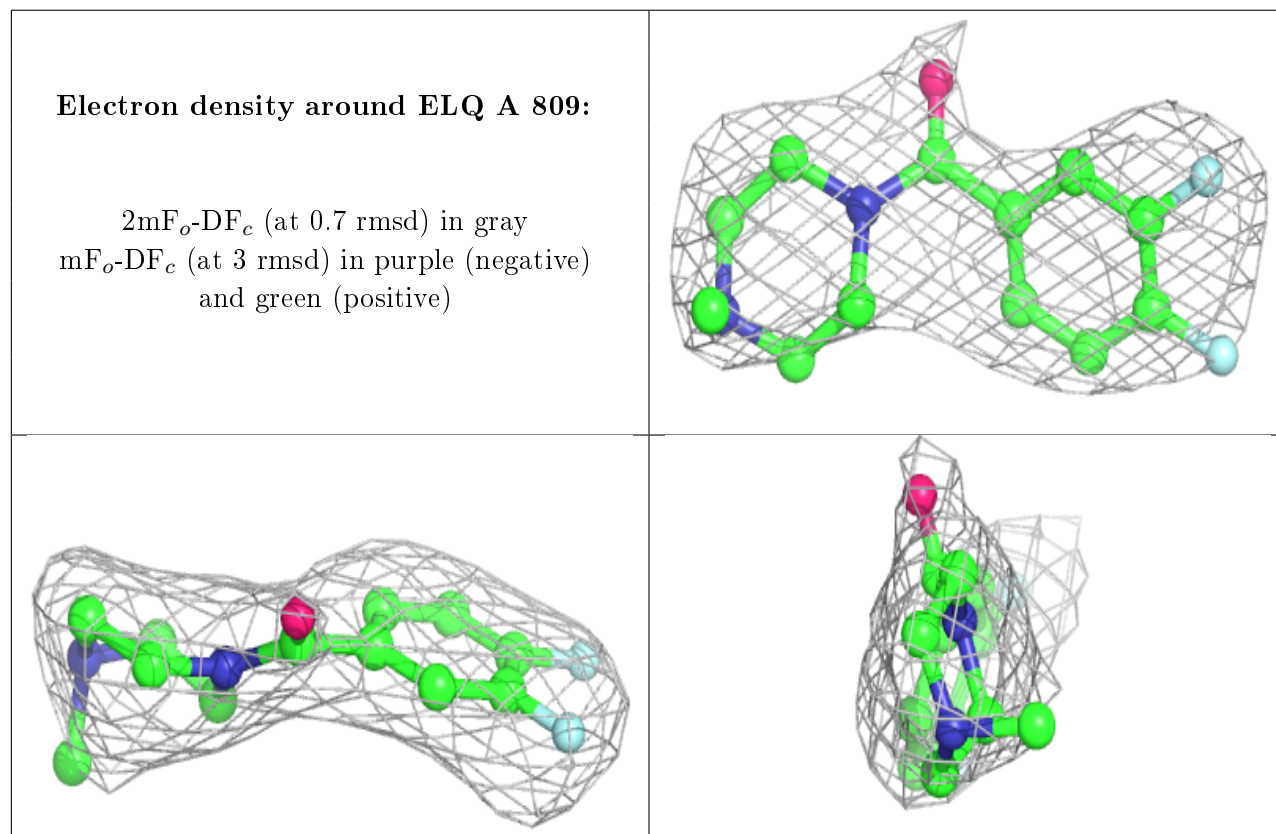 Electron density around ELQ A 809:
2mFo-DFc (at 0.7 rmsd) in gray
mFo-DFc (at 3 rmsd) in purple (negative)
and green (positive)